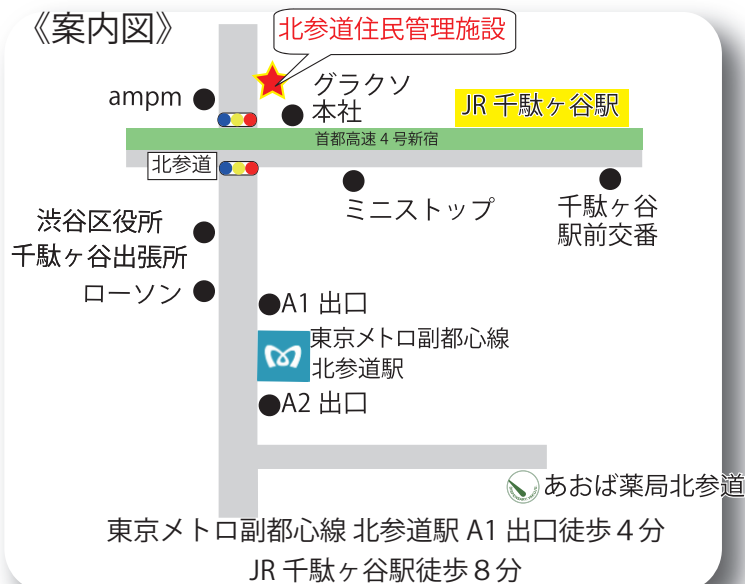 《案内図》
北参道住民管理施設
ampm
グラクソ
本社
JR 千駄ヶ谷駅
首都高速４号新宿
北参道
ミニストップ
千駄ヶ谷
駅前交番
渋谷区役所
千駄ヶ谷出張所
ローソン
A1 出口
東京メトロ副都心線
北参道駅
A2 出口
あおば薬局北参道
東京メトロ副都心線 北参道駅 A1 出口徒歩４分
JR 千駄ヶ谷駅徒歩８分